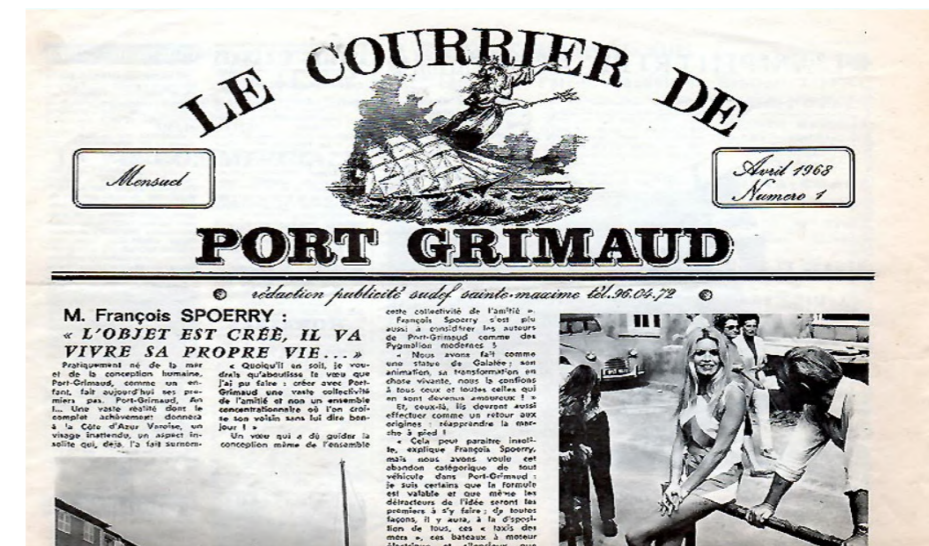 LE COURRIER DE
Mensuel
Avril 1968
Numero 1
PORT GRIMAUD
rédaction publicité sudef sainte-maxime tél.96.04.72
M. François SPOERRY :
« L'OBJET EST CRÉÉ, IL VA
VIVRE SA PROPRE VIE... »
Pratiquement né de la mer
et de la conception humaine,
Port-Grimaud, comme un en-
fant, fait aujourd'hui ses pre-
miers pas. Port-Grimaud, An
I... Une vaste réalité dont le
complet achèvement donnera
à la Côte d'Azur Varoise, un
visage inattendu, un aspect in-
solite qui, déjà, l'a fait surnom-
« Quoiqu'il en soit, je vou-
drais qu'aboutisse le vœu que
j'ai pu faire : créer avec Port-
Grimaud une vaste collectivité
de l'amitié et non un ensemble
concentrationnaire où l'on croi-
se son voisin sans lui dire bon-
jour ! »
Un vœu qui a dû guider la
conception même de l'ensemble
cette collectivité de l'amitié ».
François Spoerry s'est plu
aussi à considérer les auteurs
de Port-Grimaud comme des
Pygmalion modernes :
« Nous avons fait comme
une statue de Galatée ; son
formation, sa transformation en
chose vivante, nous la confions
à tous ceux et toutes celles qui
en sont devenus amoureux ! »
Et, ceux-là, ils devront aussi
effectuer comme un retour aux
origines : réapprendre la mar-
che à pied !
« Cela peut paraître insoli-
te, explique François Spoerry,
mais nous avons voulu cet
abandon catégorique de tout
véhicule dans Port-Grimaud :
je suis certains que la formule
est valable et que même les
détracteurs de l'idée seront les
premiers à s'y faire ; de toutes
façons, il y aura, à la disposi-
tion de tous, ces « taxis des
mers », ces bateaux à moteur
électrique et silencieux que